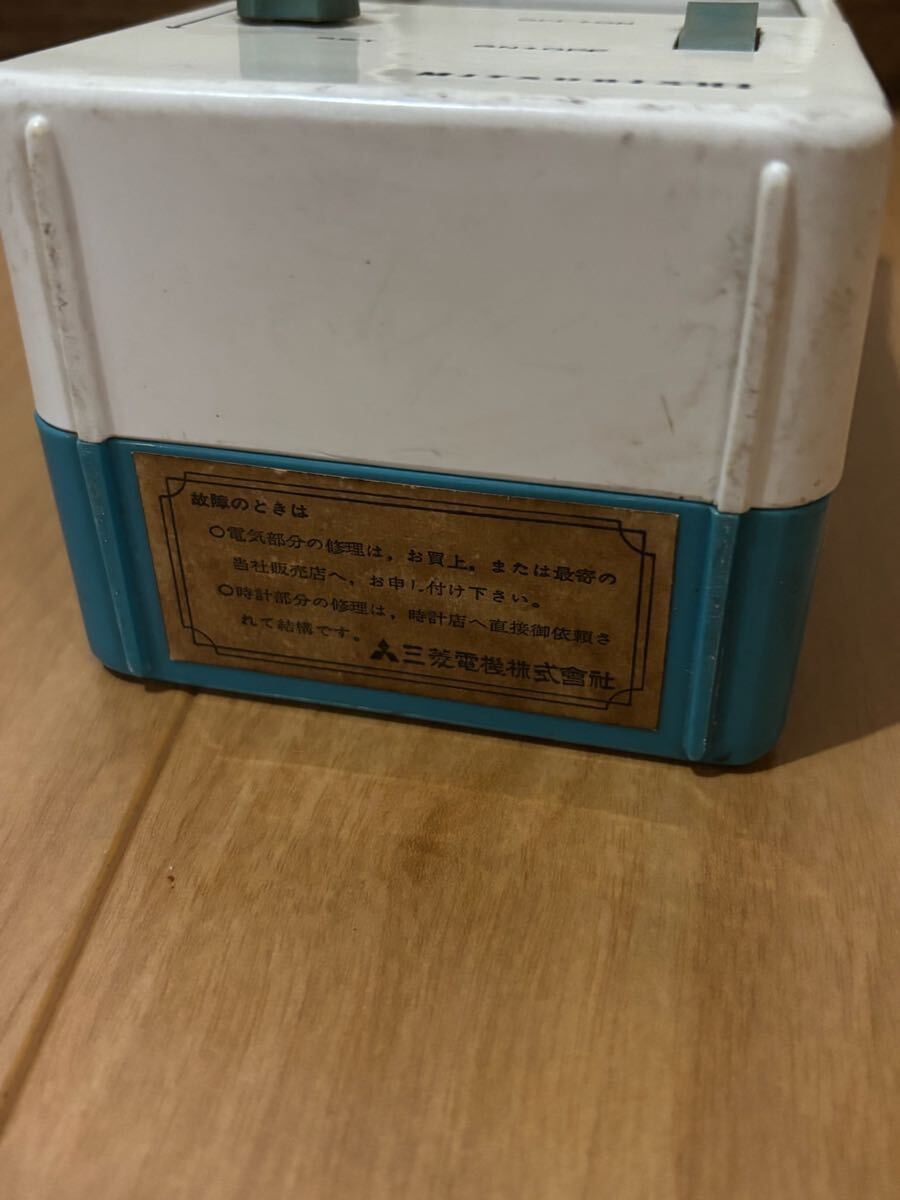 MITSUBISHI
故障のときは
○電気部分の修理は，お買上。または最寄の
当社販売店へ，お申し付け下さい。
○時計部分の修理は，時計店へ直接御依頼さ
れて結構です。
三菱電機株式會社